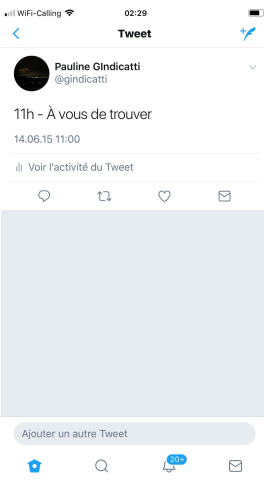 WiFi-Calling 02:29
Tweet
Pauline GIndicatti
@gindicatti
11h - À vous de trouver
14.06.15 11:00
Voir l'activité du Tweet
Ajouter un autre Tweet
20+